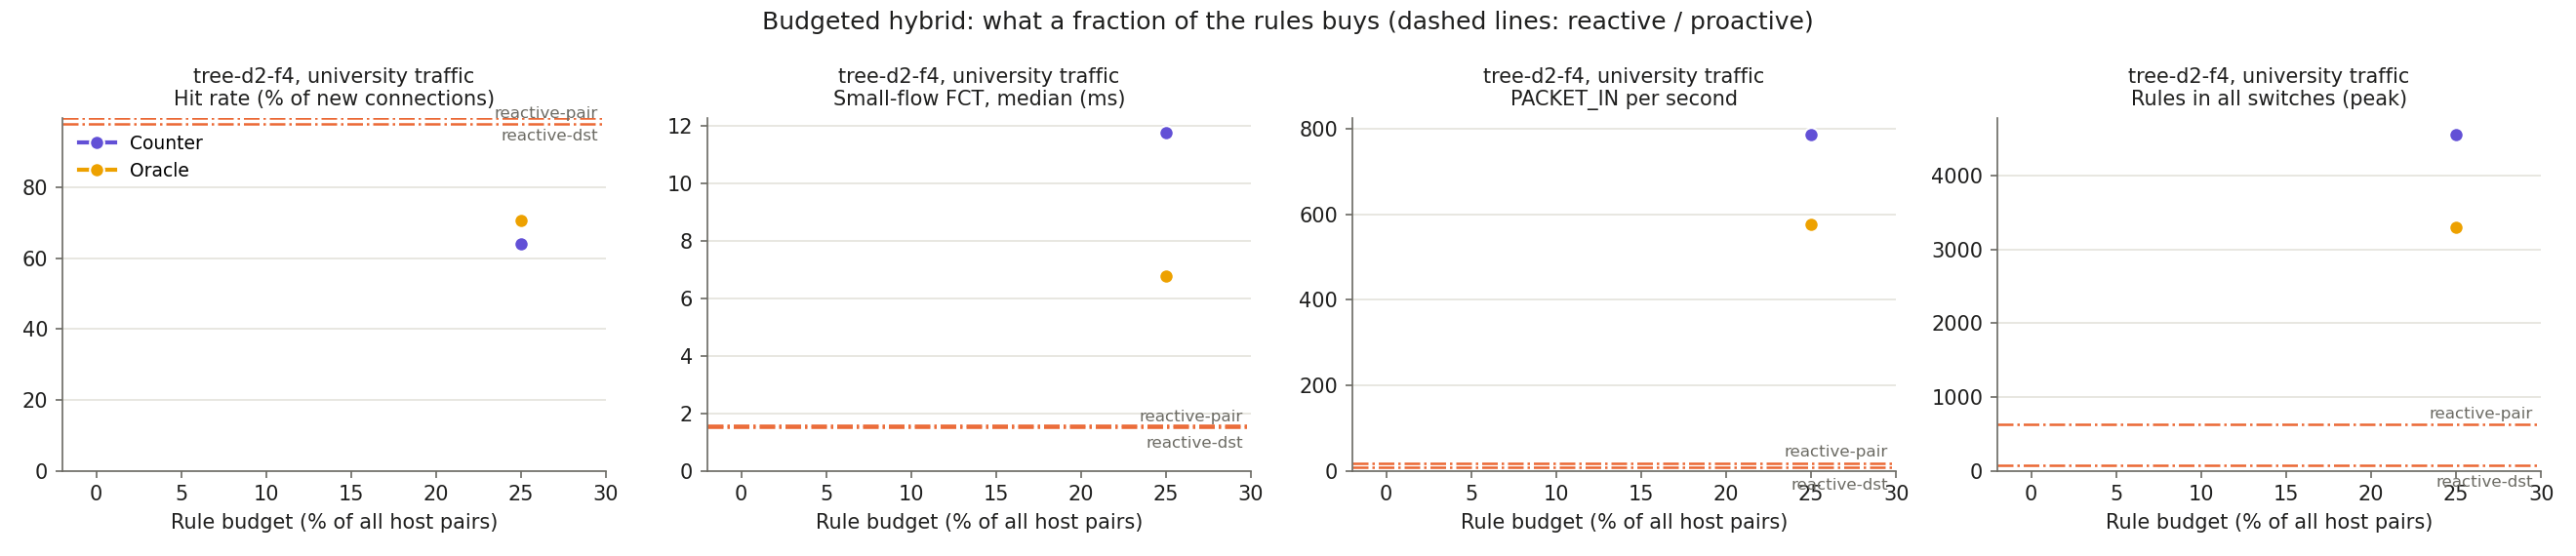 Budgeted hybrid: what a fraction of the rules buys (dashed lines: reactive / proactive)
tree-d2-f4, university traffic
Hit rate (% of new connections)
reactive-pair
reactive-dst
Counter
Oracle
80
60
40
20
0
0 5 10 15 20 25 30
Rule budget (% of all host pairs)
tree-d2-f4, university traffic
Small-flow FCT, median (ms)
12
10
8
6
4
2
0
reactive-pair
reactive-dst
0 5 10 15 20 25 30
Rule budget (% of all host pairs)
tree-d2-f4, university traffic
PACKET_IN per second
800
600
400
200
0
reactive-pair
reactive-dst
0 5 10 15 20 25 30
Rule budget (% of all host pairs)
tree-d2-f4, university traffic
Rules in all switches (peak)
4000
3000
2000
1000
0
reactive-pair
reactive-dst
0 5 10 15 20 25 30
Rule budget (% of all host pairs)